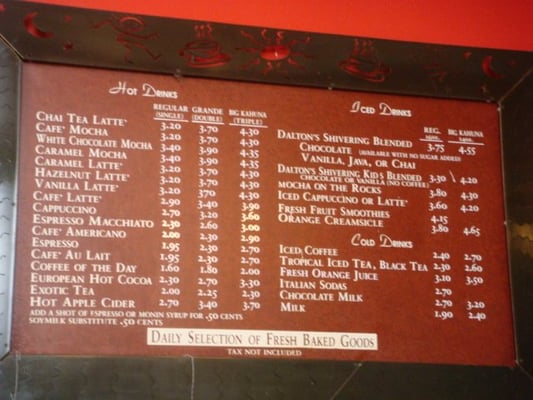 Hot Drinks
REGULAR GRANDE BIG KAHUNA
(SINGLE) (DOUBLE) (TRIPLE)
CHAI TEA LATTE' 3.20 3.70 4.30
CAFE' MOCHA 3.20 3.70 4.30
WHITE CHOCOLATE MOCHA 3.40 3.90 4.35
CARAMEL MOCHA 3.40 3.90 4.35
CARAMEL LATTE' 3.20 3.70 4.30
HAZELNUT LATTE' 3.20 3.70 4.30
VANILLA LATTE' 3.20 370 4.30
CAFE' LATTE' 2.90 3.40 3.90
CAPPUCCINO 2.70 3.20 3.60
ESPRESSO MACCHIATO 2.30 2.60 3.00
CAFE' AMERICANO 2.00 2.30 2.90
ESPRESSO 1.95 2.30 2.70
CAFE' AU LAIT 1.95 2.30 2.60
COFFEE OF THE DAY 1.60 1.80 2.00
EUROPEAN HOT COCOA 2.30 2.70 3.30
EXOTIC TEA 2.00 2.25 2.30
HOT APPLE CIDER 2.70 3.40 3.70
ADD A SHOT OF ESPRESSO OR MONIN SYRUP FOR .50 CENTS
SOYMILK SUBSTITUTE .50 CENTS
Iced Drinks
REG. BIG KAHUNA
DALTON'S SHIVERING BLENDED 3.75 4.55
CHOCOLATE (AVAILABLE WITH NO SUGAR ADDED)
VANILLA, JAVA, OR CHAI
DALTON'S SHIVERING KID'S BLENDED 3.30 4.20
CHOCOLATE OR VANILLA (NO COFFEE)
MOCHA ON THE ROCKS 3.80 4.30
ICED CAPPUCCINO OR LATTE' 3.60 4.20
FRESH FRUIT SMOOTHIES 4.15
ORANGE CREAMSICLE 3.80 4.65
Cold Drinks
ICED COFFEE 2.40 2.70
TROPICAL ICED TEA, BLACK TEA 2.30 2.60
FRESH ORANGE JUICE 3.20 3.50
ITALIAN SODAS 2.70
CHOCOLATE MILK 2.70 3.20
MILK 1.90 2.40
DAILY SELECTION OF FRESH BAKED GOODS
TAX NOT INCLUDED